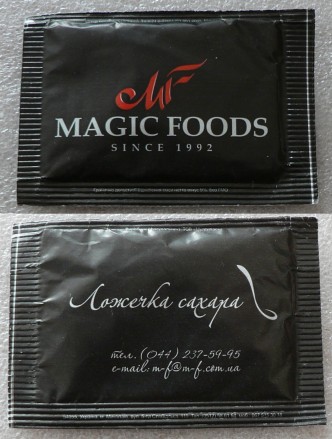 MF
MAGIC FOODS
SINCE 1992
Ложечка сахара
тел. (044) 237-59-95
e-mail: m-f@m-f.com.ua